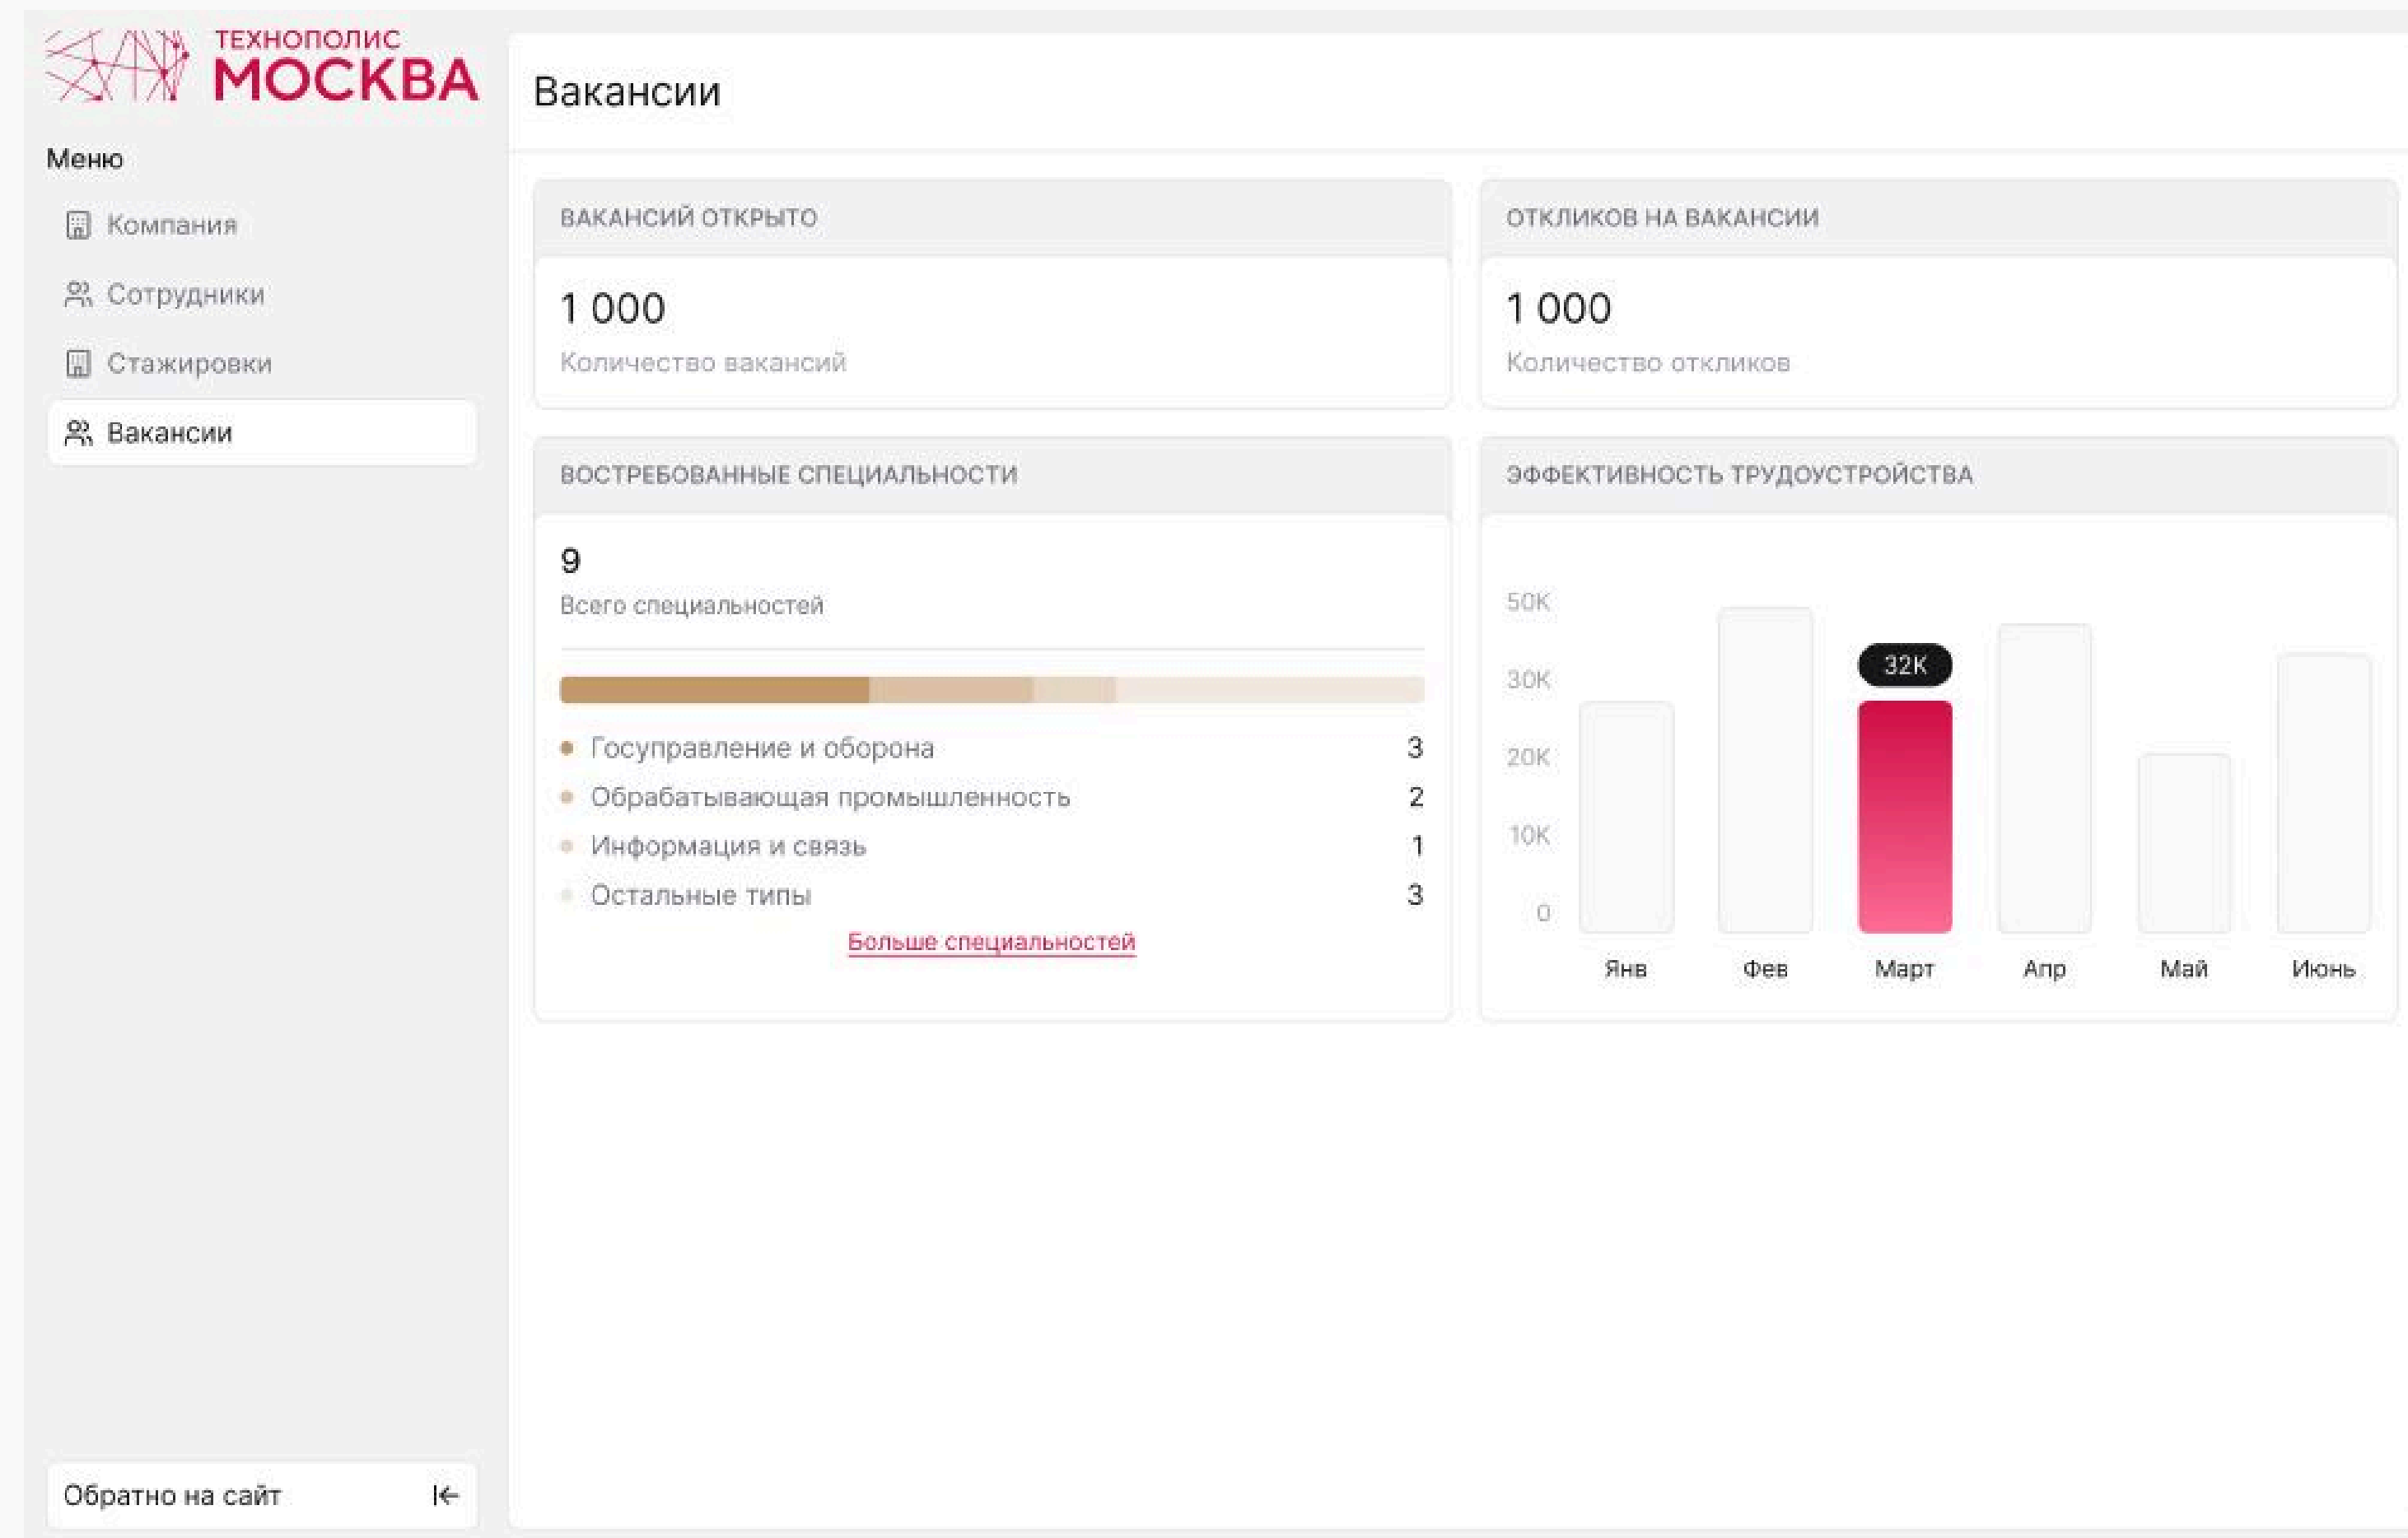 ТЕХНОПОЛИС
МОСКВА
Меню
Компания
Сотрудники
Стажировки
Вакансии
Обратно на сайт
Вакансии
ВАКАНСИЙ ОТКРЫТО
1 000
Количество вакансий
ОТКЛИКОВ НА ВАКАНСИИ
1 000
Количество откликов
ВОСТРЕБОВАННЫЕ СПЕЦИАЛЬНОСТИ
9
Всего специальностей
Госуправление и оборона 3
Обрабатывающая промышленность 2
Информация и связь 1
Остальные типы 3
Больше специальностей
ЭФФЕКТИВНОСТЬ ТРУДОУСТРОЙСТВА
50K
32K
30K
20K
10K
0
Янв Фев Март Апр Май Июнь